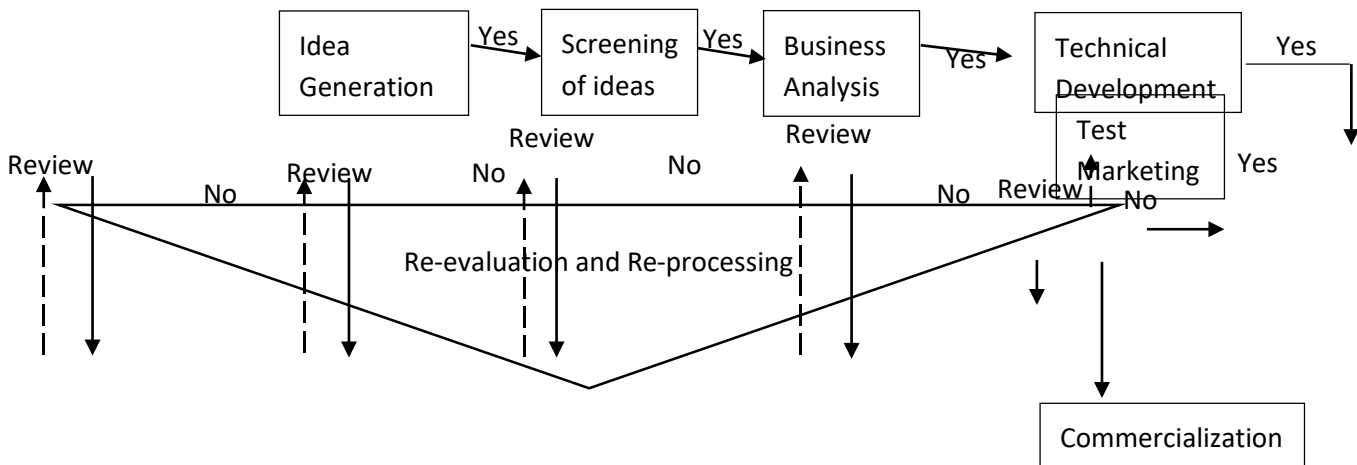 Idea
Generation
Yes
Screening
of ideas
Yes
Business
Analysis
Yes
Technical
Development
Yes
Test
Marketing
Yes
Review
No
Review
No
Review
No
Review
No
Review
No
Re-evaluation and Re-processing
Commercialization